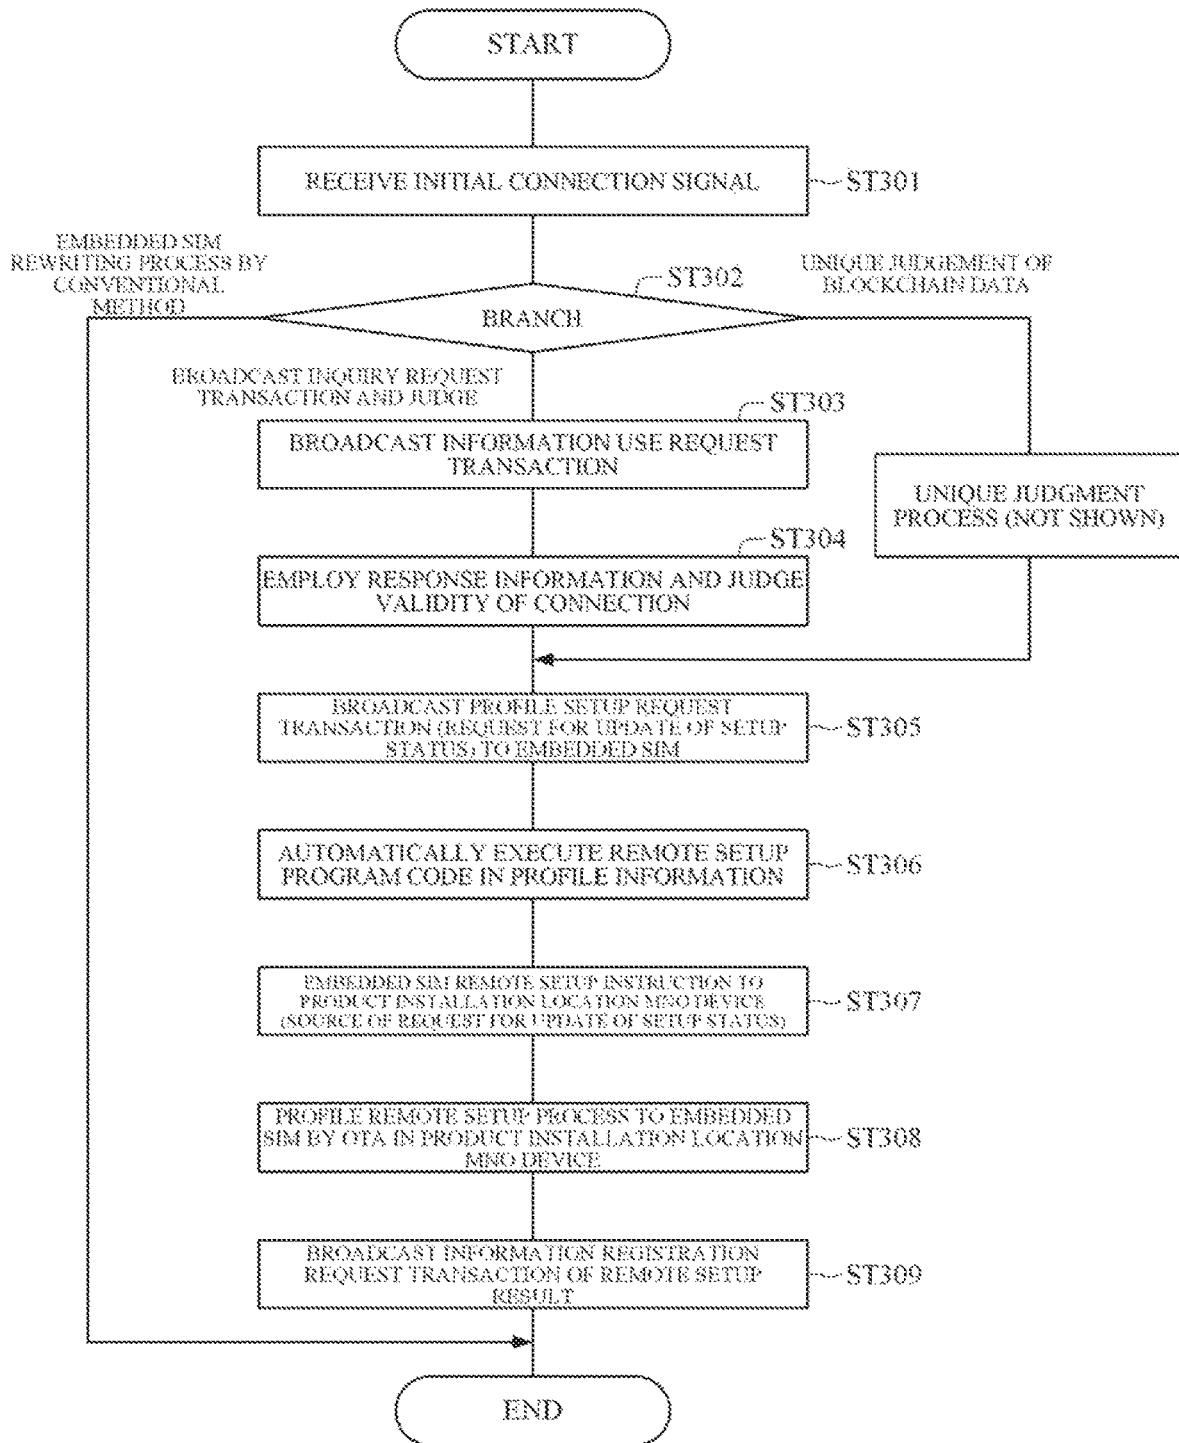 START
RECEIVE INITIAL CONNECTION SIGNAL
ST301
EMBEDDED SIM
REWRITING PROCESS BY
CONVENTIONAL
METHOD
ST302
UNIQUE JUDGEMENT OF
BLOCKCHAIN DATA
BRANCH
BROADCAST INQUIRY REQUEST
TRANSACTION AND JUDGE
ST303
BROADCAST INFORMATION USE REQUEST
TRANSACTION
UNIQUE JUDGMENT
PROCESS (NOT SHOWN)
ST304
EMPLOY RESPONSE INFORMATION AND JUDGE
VALIDITY OF CONNECTION
BROADCAST PROFILE SETUP REQUEST
TRANSACTION (REQUEST FOR UPDATE OF SETUP
STATUS) TO EMBEDDED SIM
ST305
AUTOMATICALLY EXECUTE REMOTE SETUP
PROGRAM CODE IN PROFILE INFORMATION
ST306
EMBEDDED SIM REMOTE SETUP INSTRUCTION TO
PRODUCT INSTALLATION LOCATION MNO DEVICE
(SOURCE OF REQUEST FOR UPDATE OF SETUP STATUS)
ST307
PROFILE REMOTE SETUP PROCESS TO EMBEDDED
SIM BY OTA IN PRODUCT INSTALLATION LOCATION
MNO DEVICE
ST308
BROADCAST INFORMATION REGISTRATION
REQUEST TRANSACTION OF REMOTE SETUP
RESULT
ST309
END